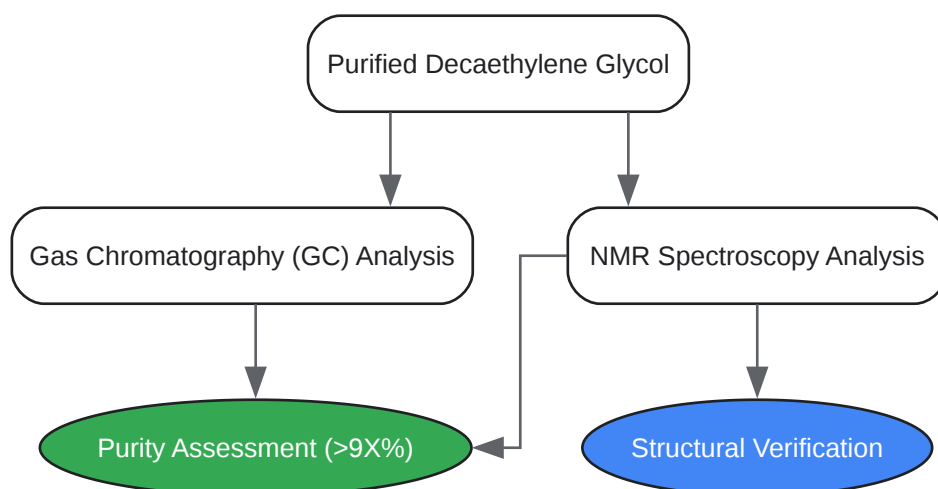 Purified Decaethylene Glycol
Gas Chromatography (GC) Analysis
NMR Spectroscopy Analysis
Purity Assessment (>9X%)
Structural Verification